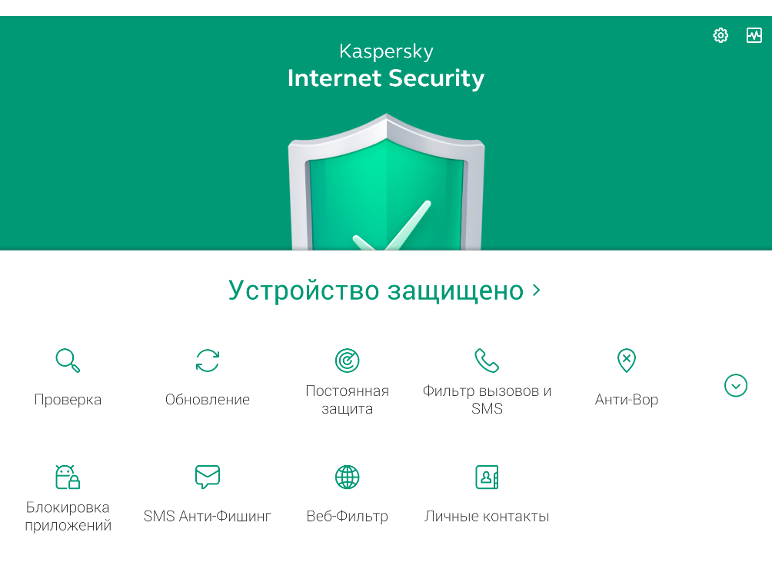 Kaspersky
Internet Security
Устройство защищено
Проверка
Обновление
Постоянная
защита
Фильтр вызовов и
SMS
Анти-Вор
Блокировка
приложений
SMS Анти-Фишинг
Веб-Фильтр
Личные контакты